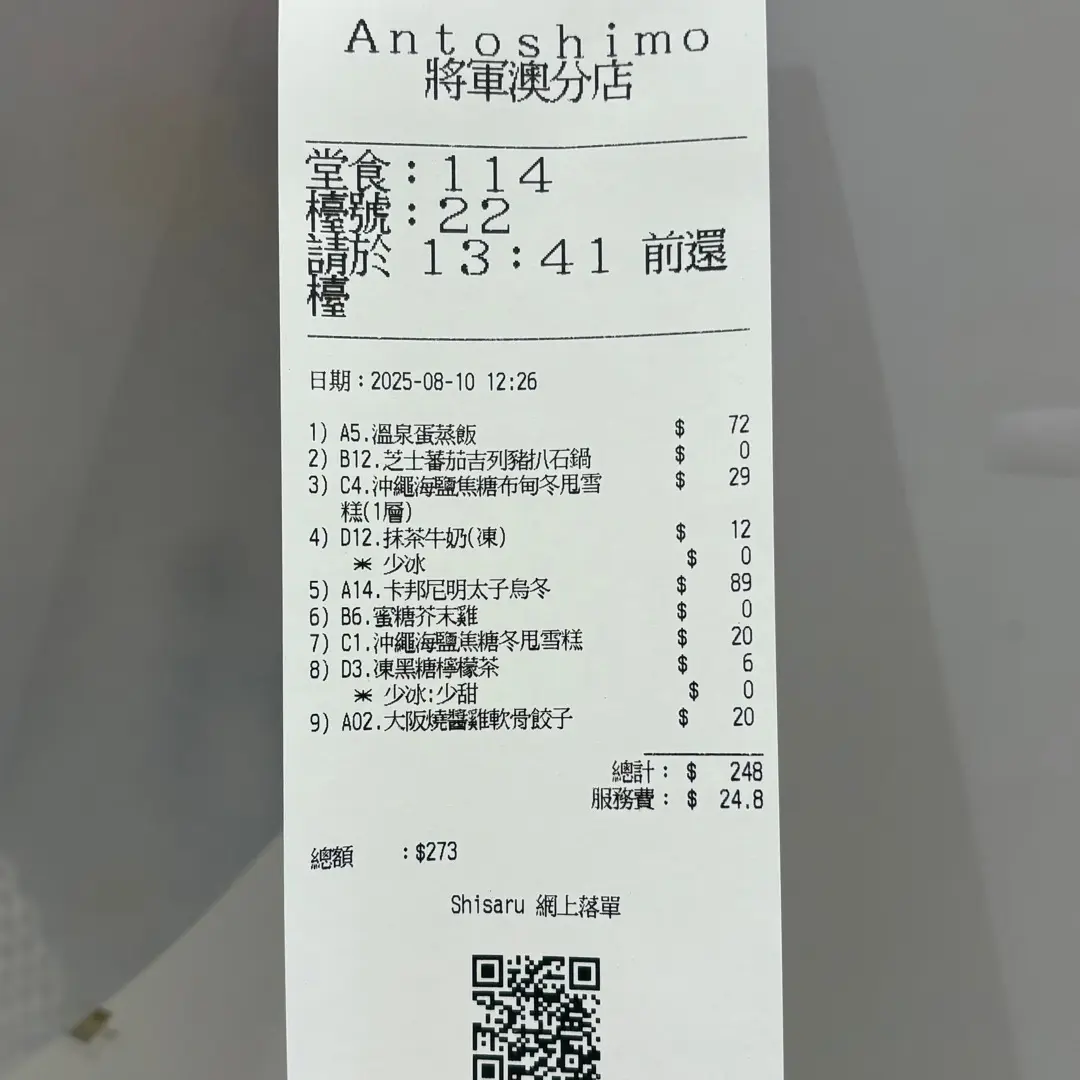 Antoshimo
將軍澳分店
堂食：114
檯號：22
請於 13:41 前還
檯
日期：2025-08-10 12:26
1) A5.溫泉蛋蒸飯 $ 72
2) B12.芝士蕃茄吉列豬扒石鍋 $ 0
3) C4.沖繩海鹽焦糖布甸冬甩雪 $ 29
糕(1層)
4) D12.抹茶牛奶(凍) $ 12
* 少冰 $ 0
5) A14.卡邦尼明太子烏冬 $ 89
6) B6.蜜糖芥末雞 $ 0
7) C1.沖繩海鹽焦糖冬甩雪糕 $ 20
8) D3.凍黑糖檸檬茶 $ 6
* 少冰:少甜 $ 0
9) A02.大阪燒醬雞軟骨餃子 $ 20
總計： $ 248
服務費： $ 24.8
總額 ：$273
Shisaru 網上落單